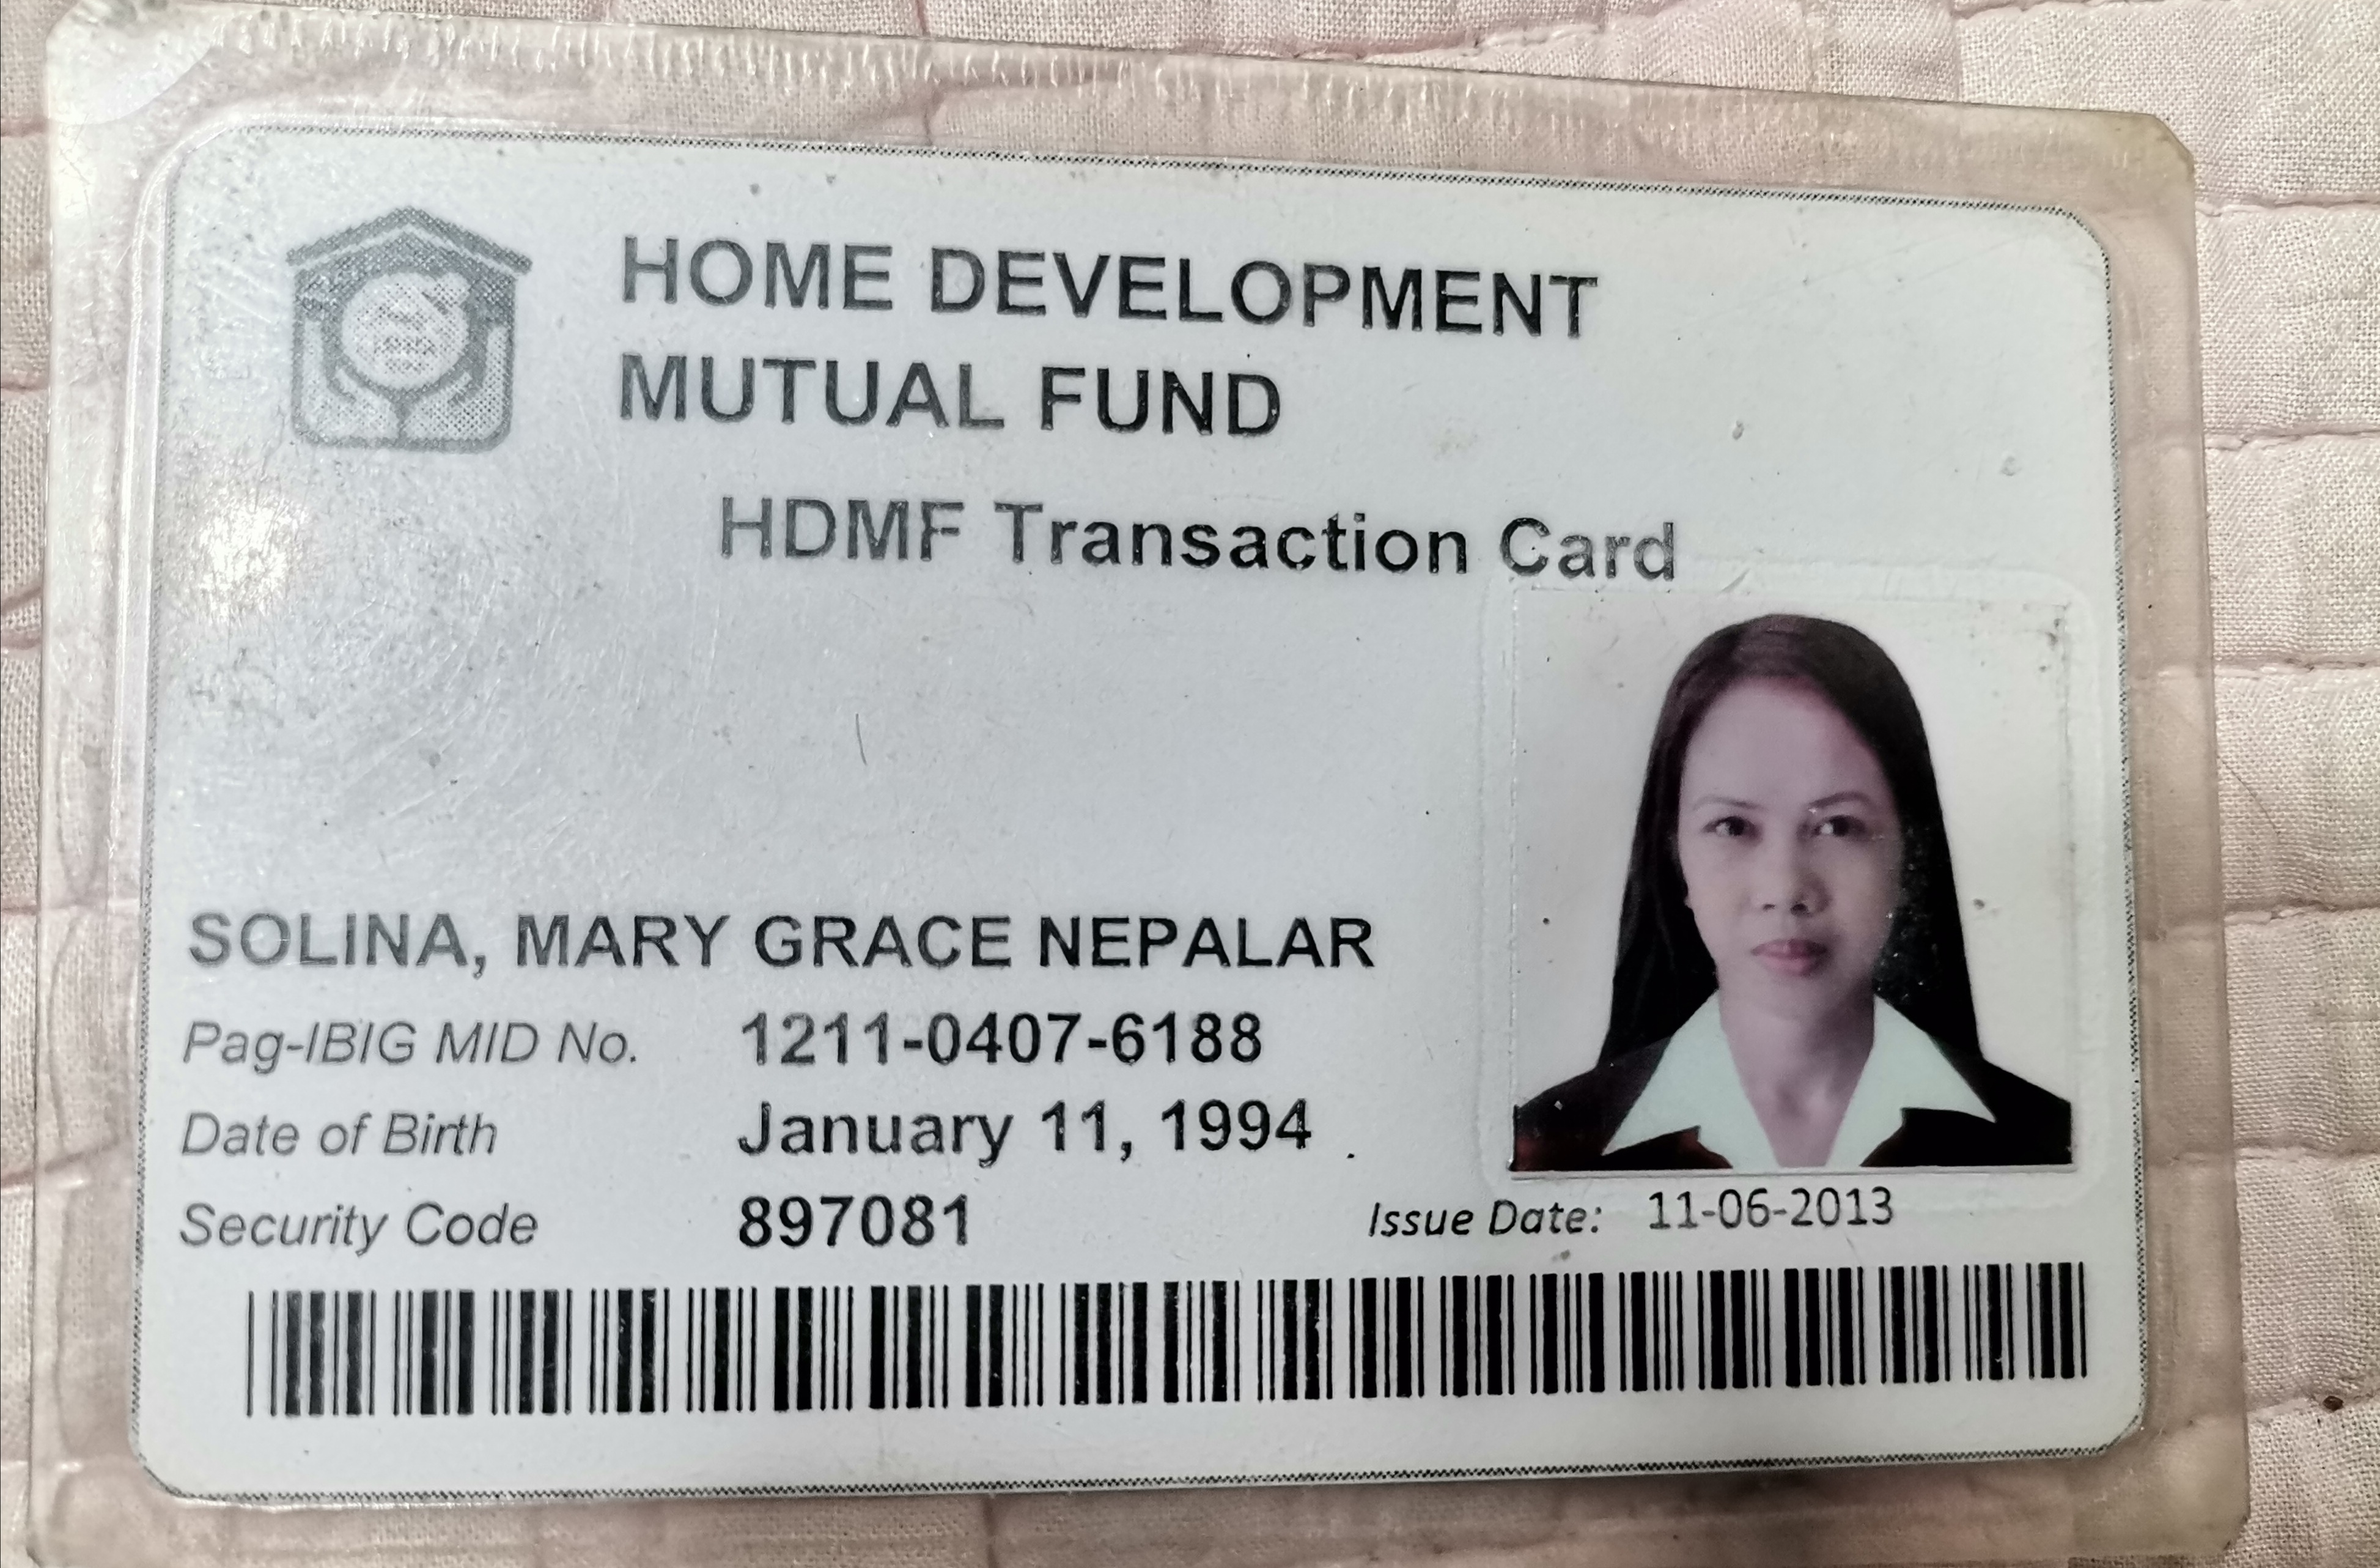 HOME DEVELOPMENT
MUTUAL FUND
HDMF Transaction Card
SOLINA, MARY GRACE NEPALAR
Pag-IBIG MID No. 1211-0407-6188
Date of Birth January 11, 1994
Security Code 897081
Issue Date: 11-06-2013